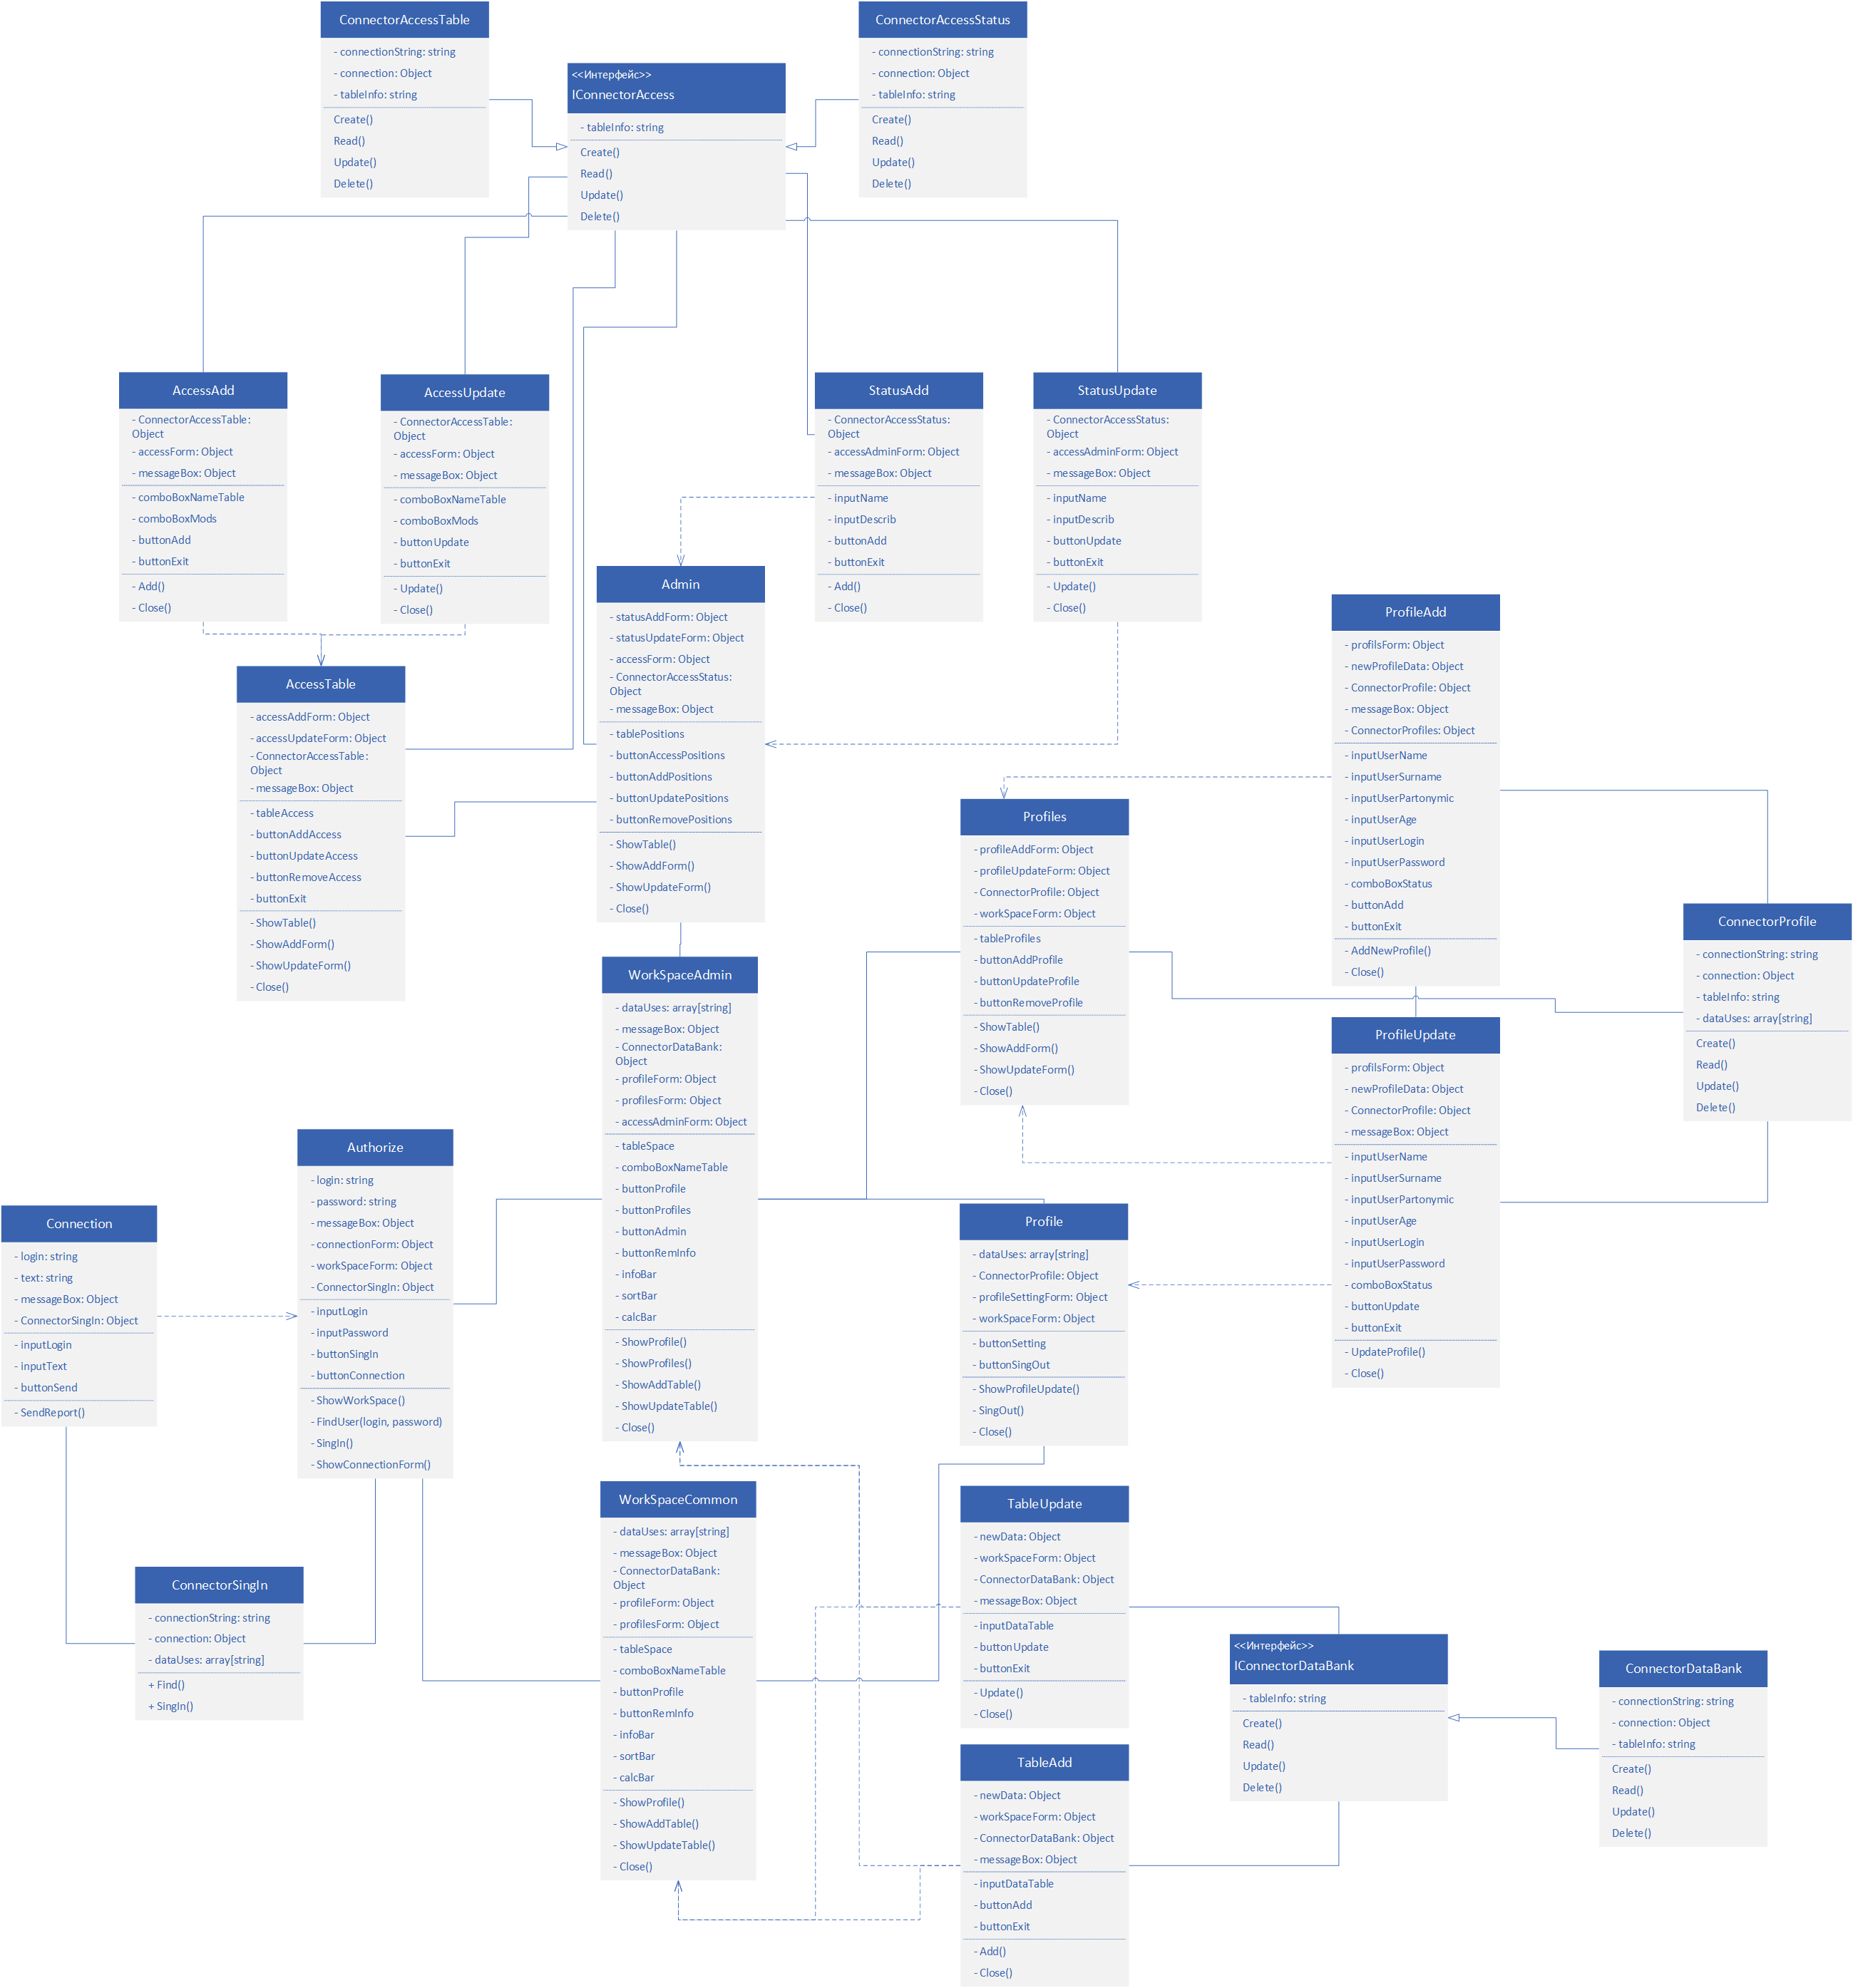 ConnectorAccessTable
- connectionString: string
- connection: Object
- tableInfo: string
Create()
Read()
Update()
Delete()
<<Интерфейс>>
IConnectorAccess
- tableInfo: string
Create()
Read()
Update()
Delete()
ConnectorAccessStatus
- connectionString: string
- connection: Object
- tableInfo: string
Create()
Read()
Update()
Delete()
AccessAdd
- ConnectorAccessTable:
Object
- accessForm: Object
- messageBox: Object
- comboBoxNameTable
- comboBoxMods
- buttonAdd
- buttonExit
- Add()
- Close()
AccessUpdate
- ConnectorAccessTable:
Object
- accessForm: Object
- messageBox: Object
- comboBoxNameTable
- comboBoxMods
- buttonUpdate
- buttonExit
- Update()
- Close()
StatusAdd
- ConnectorAccessStatus:
Object
- accessAdminForm: Object
- messageBox: Object
- inputName
- inputDescrib
- buttonAdd
- buttonExit
- Add()
- Close()
StatusUpdate
- ConnectorAccessStatus:
Object
- accessAdminForm: Object
- messageBox: Object
- inputName
- inputDescrib
- buttonUpdate
- buttonExit
- Update()
- Close()
Admin
- statusAddForm: Object
- statusUpdateForm: Object
- accessForm: Object
- ConnectorAccessStatus:
Object
- messageBox: Object
- tablePositions
- buttonAccessPositions
- buttonAddPositions
- buttonUpdatePositions
- buttonRemovePositions
- ShowTable()
- ShowAddForm()
- ShowUpdateForm()
- Close()
AccessTable
- accessAddForm: Object
- accessUpdateForm: Object
- ConnectorAccessTable:
Object
- messageBox: Object
- tableAccess
- buttonAddAccess
- buttonUpdateAccess
- buttonRemoveAccess
- buttonExit
- ShowTable()
- ShowAddForm()
- ShowUpdateForm()
- Close()
ProfileAdd
- profilsForm: Object
- newProfileData: Object
- ConnectorProfile: Object
- messageBox: Object
- ConnectorProfiles: Object
- inputUserName
- inputUserSurname
- inputUserPartonymic
- inputUserAge
- inputUserLogin
- inputUserPassword
- comboBoxStatus
- buttonAdd
- buttonExit
- AddNewProfile()
- Close()
Profiles
- profileAddForm: Object
- profileUpdateForm: Object
- ConnectorProfile: Object
- workSpaceForm: Object
- tableProfiles
- buttonAddProfile
- buttonUpdateProfile
- buttonRemoveProfile
- ShowTable()
- ShowAddForm()
- ShowUpdateForm()
- Close()
ConnectorProfile
- connectionString: string
- connection: Object
- tableInfo: string
- dataUses: array[string]
Create()
Read()
Update()
Delete()
WorkSpaceAdmin
- dataUses: array[string]
- messageBox: Object
- ConnectorDataBank:
Object
- profileForm: Object
- profilesForm: Object
- accessAdminForm: Object
- tableSpace
- comboBoxNameTable
- buttonProfile
- buttonProfiles
- buttonAdmin
- buttonRemInfo
- infoBar
- sortBar
- calcBar
- ShowProfile()
- ShowProfiles()
- ShowAddTable()
- ShowUpdateTable()
- Close()
ProfileUpdate
- profilsForm: Object
- newProfileData: Object
- ConnectorProfile: Object
- messageBox: Object
- inputUserName
- inputUserSurname
- inputUserPartonymic
- inputUserAge
- inputUserLogin
- inputUserPassword
- comboBoxStatus
- buttonUpdate
- buttonExit
- UpdateProfile()
- Close()
Authorize
- login: string
- password: string
- messageBox: Object
- connectionForm: Object
- workSpaceForm: Object
- ConnectorSingIn: Object
- inputLogin
- inputPassword
- buttonSingIn
- buttonConnection
- ShowWorkSpace()
- FindUser(login, password)
- SingIn()
- ShowConnectionForm()
Connection
- login: string
- text: string
- messageBox: Object
- ConnectorSingIn: Object
- inputLogin
- inputText
- buttonSend
- SendReport()
Profile
- dataUses: array[string]
- ConnectorProfile: Object
- profileSettingForm: Object
- workSpaceForm: Object
- buttonSetting
- buttonSingOut
- ShowProfileUpdate()
- SingOut()
- Close()
WorkSpaceCommon
- dataUses: array[string]
- messageBox: Object
- ConnectorDataBank:
Object
- profileForm: Object
- profilesForm: Object
- tableSpace
- comboBoxNameTable
- buttonProfile
- buttonRemInfo
- infoBar
- sortBar
- calcBar
- ShowProfile()
- ShowAddTable()
- ShowUpdateTable()
- Close()
TableUpdate
- newData: Object
- workSpaceForm: Object
- ConnectorDataBank: Object
- messageBox: Object
- inputDataTable
- buttonUpdate
- buttonExit
- Update()
- Close()
ConnectorSingIn
- connectionString: string
- connection: Object
- dataUses: array[string]
+ Find()
+ SingIn()
<<Интерфейс>>
IConnectorDataBank
- tableInfo: string
Create()
Read()
Update()
Delete()
ConnectorDataBank
- connectionString: string
- connection: Object
- tableInfo: string
Create()
Read()
Update()
Delete()
TableAdd
- newData: Object
- workSpaceForm: Object
- ConnectorDataBank: Object
- messageBox: Object
- inputDataTable
- buttonAdd
- buttonExit
- Add()
- Close()